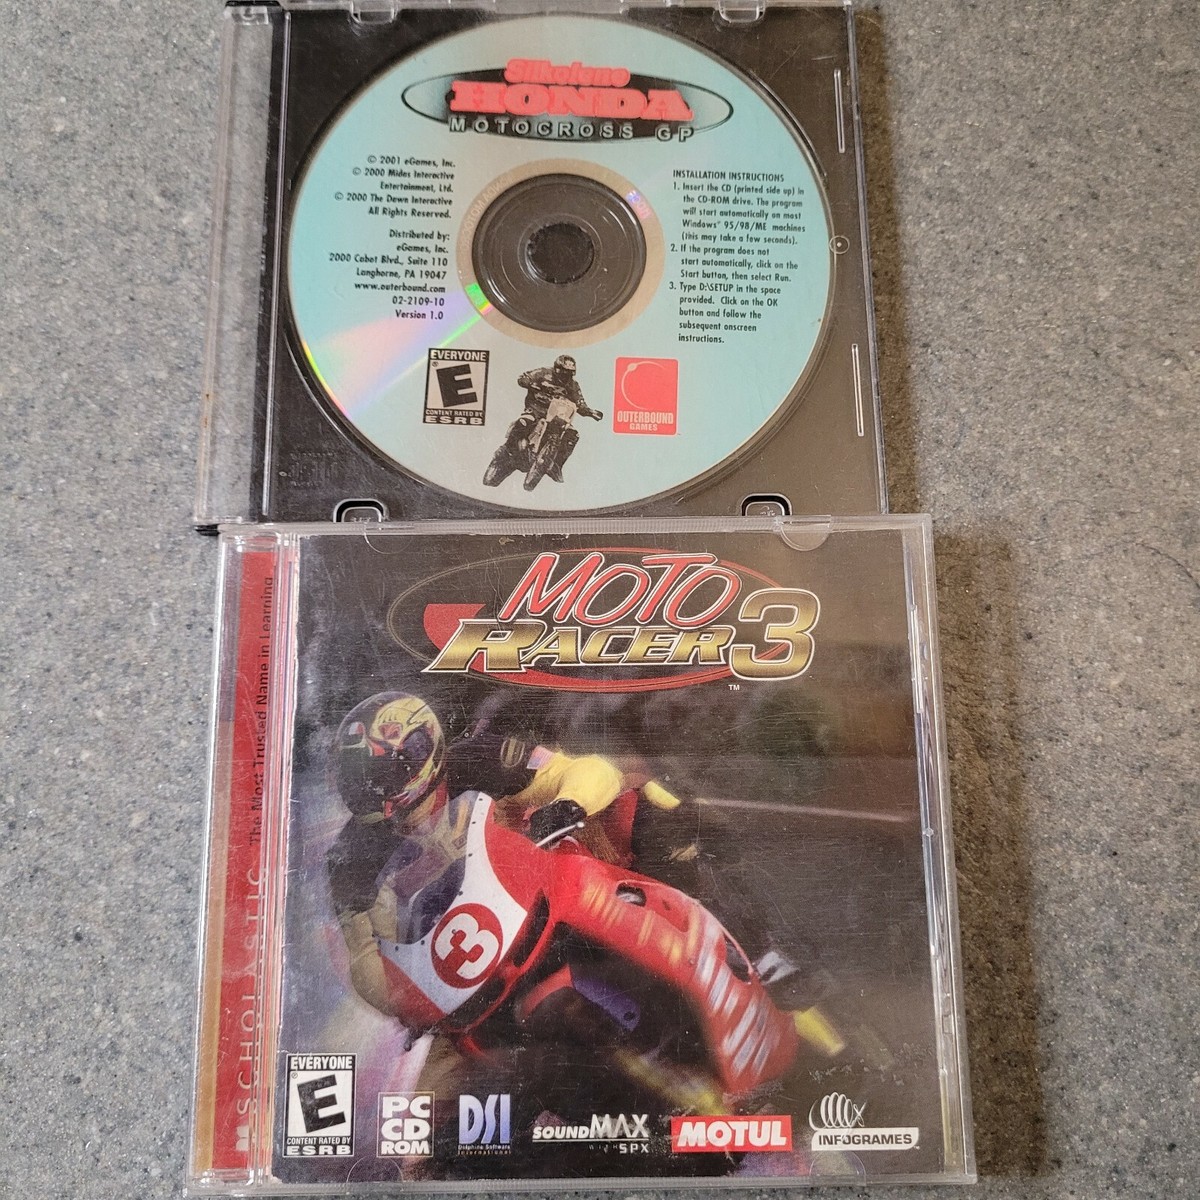 Silkolene
HONDA
MOTOCROSS GP
© 2001 eGames, Inc.
© 2000 Midas Interactive
Entertainment, Ltd.
© 2000 The Dawn Interactive
All Rights Reserved.
Distributed by:
eGames, Inc.
2000 Cabot Blvd., Suite 110
Langhorne, PA 19047
www.outerbound.com
02-2109-10
Version 1.0
INSTALLATION INSTRUCTIONS
1. Insert the CD (printed side up) in
the CD-ROM drive. The program
will start automatically on most
Windows® 95/98/ME machines
(this may take a few seconds).
2. If the program does not
start automatically, click on the
Start button, then select Run.
3. Type D:\SETUP in the space
provided. Click on the OK
button and follow the
subsequent onscreen
instructions.
EVERYONE
E
CONTENT RATED BY
ESRB
OUTERBOUND
GAMES
MOTO
RACER 3
TM
SCHOLASTIC
The Most Trusted Name in Learning
3
EVERYONE
E
CONTENT RATED BY
ESRB
PC
CD
ROM
DSI
Delphine Software
International
SOUNDMAX
WITH SPX
MOTUL
INFOGRAMES